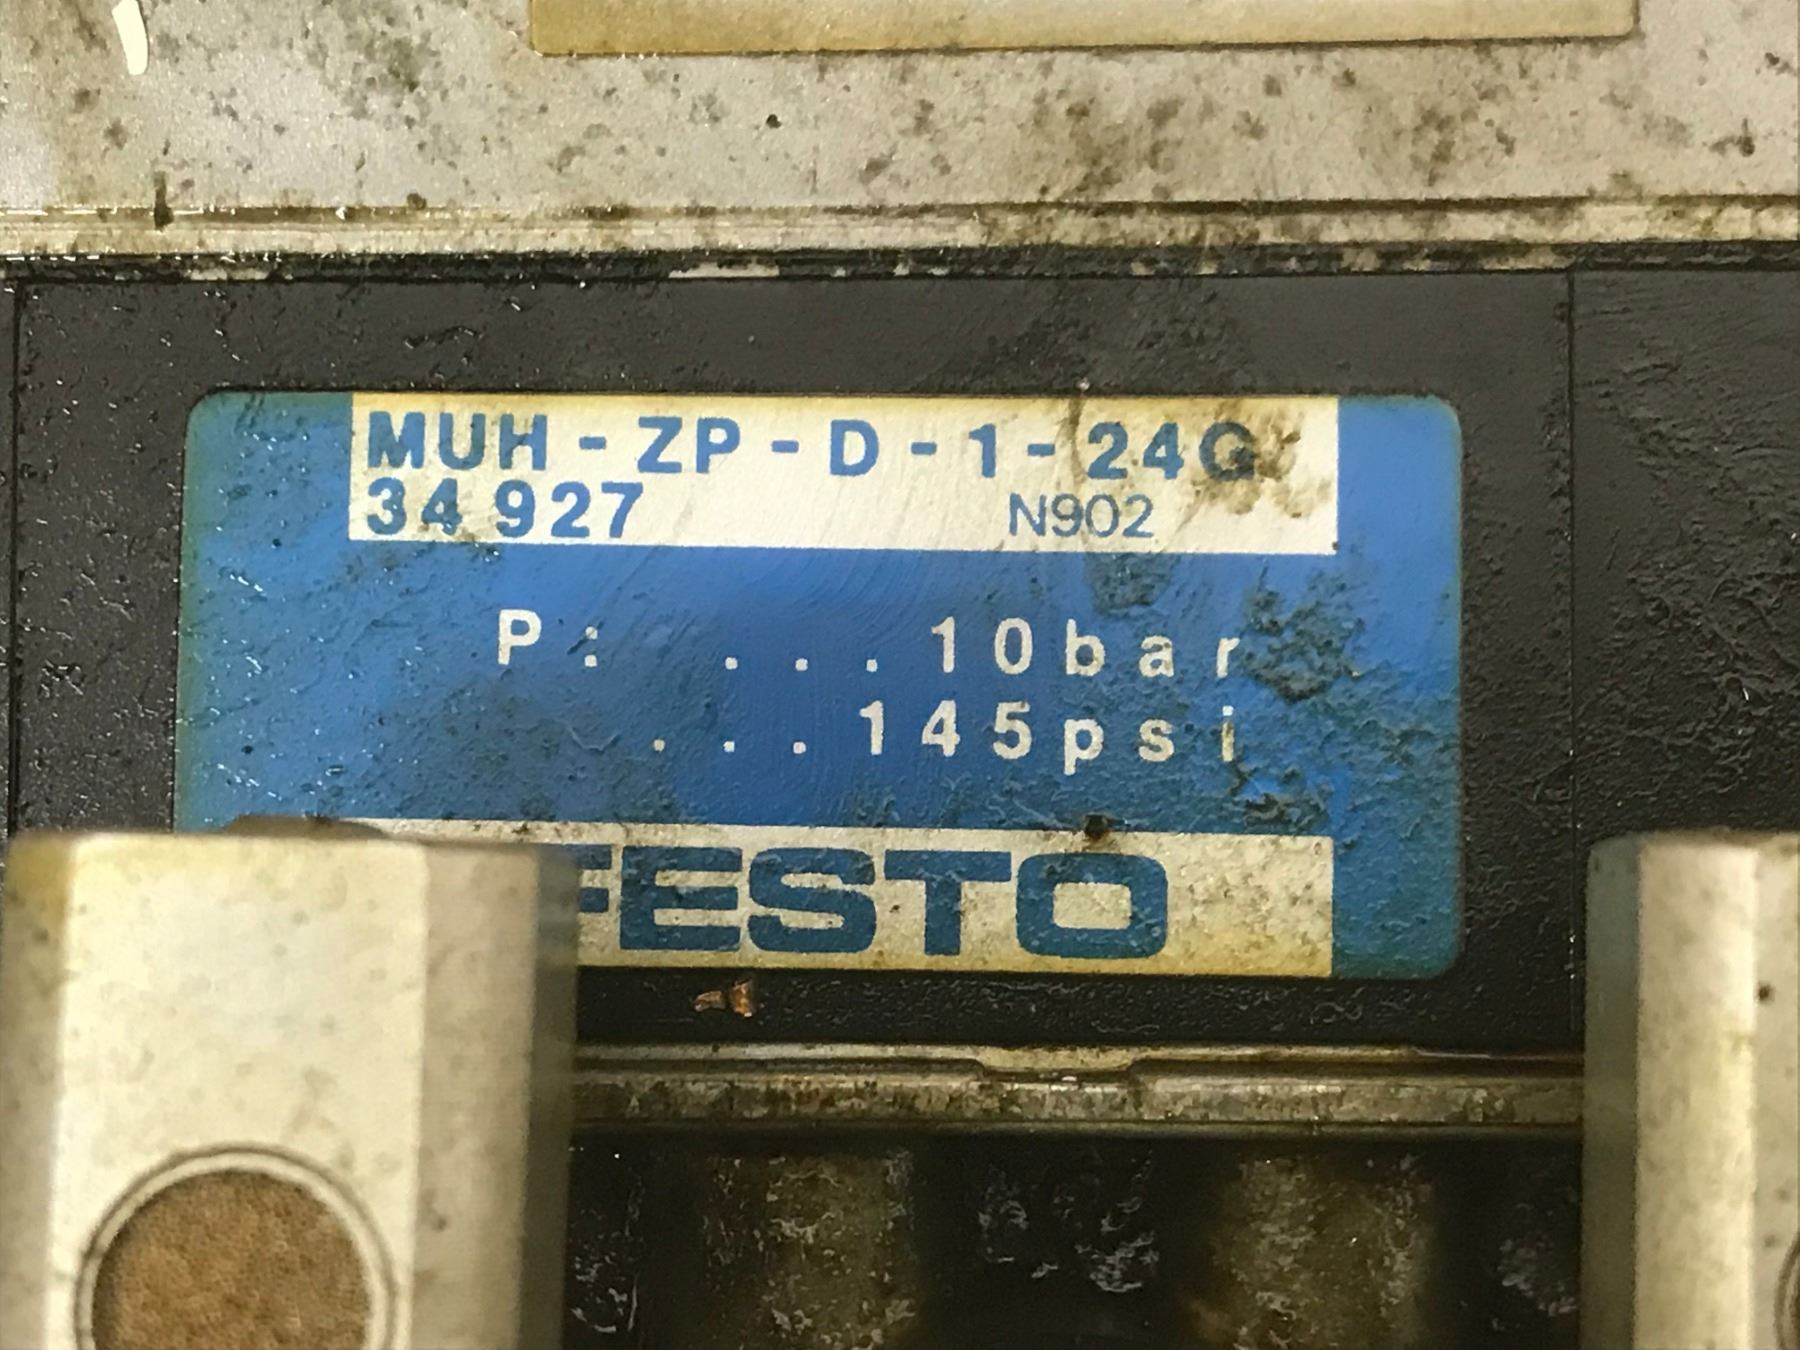 MUH-ZP-D-1-24G
34 927 N902
P: ...10bar
...145psi
FESTO